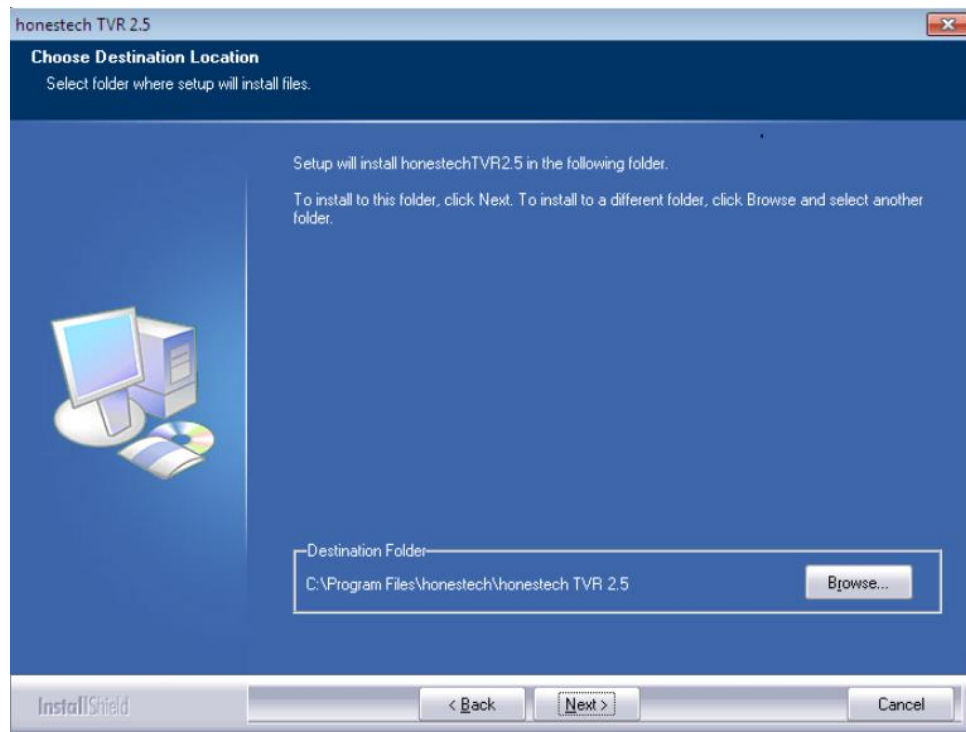 honestech TVR 2.5
Choose Destination Location
Select folder where setup will install files.
Setup will install honestechTVR2.5 in the following folder.
To install to this folder, click Next. To install to a different folder, click Browse and select another
folder.
Destination Folder
C:\Program Files\honestech\honestech TVR 2.5
Browse...
InstallShield
< Back
Next >
Cancel